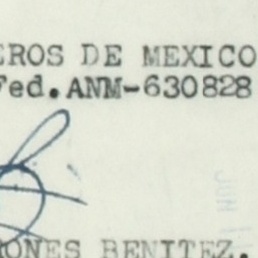 EROS DE MEXICO
Fed.ANM-630828
ONES BENITEZ.